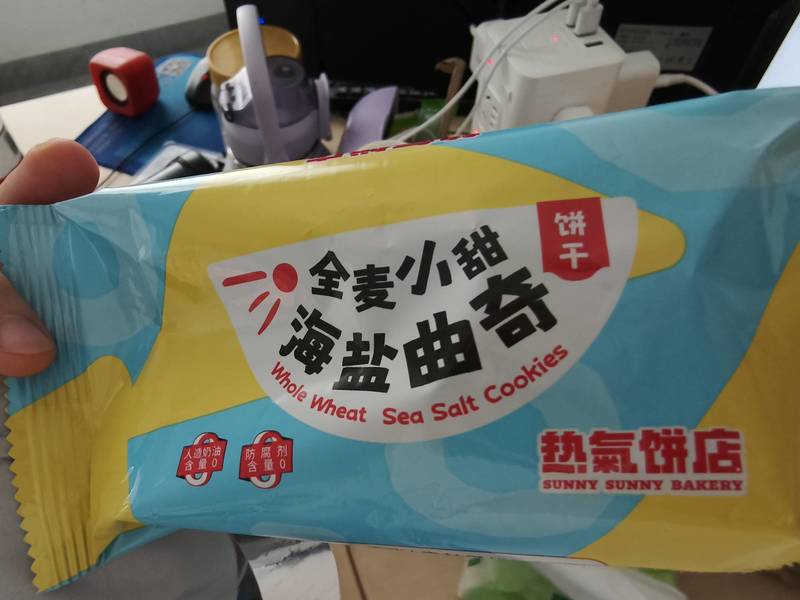 饼
干
全麦小甜
海盐曲奇
Whole Wheat Sea Salt Cookies
人造奶油
含量0
防腐剂
含量0
热氣饼店
SUNNY SUNNY BAKERY